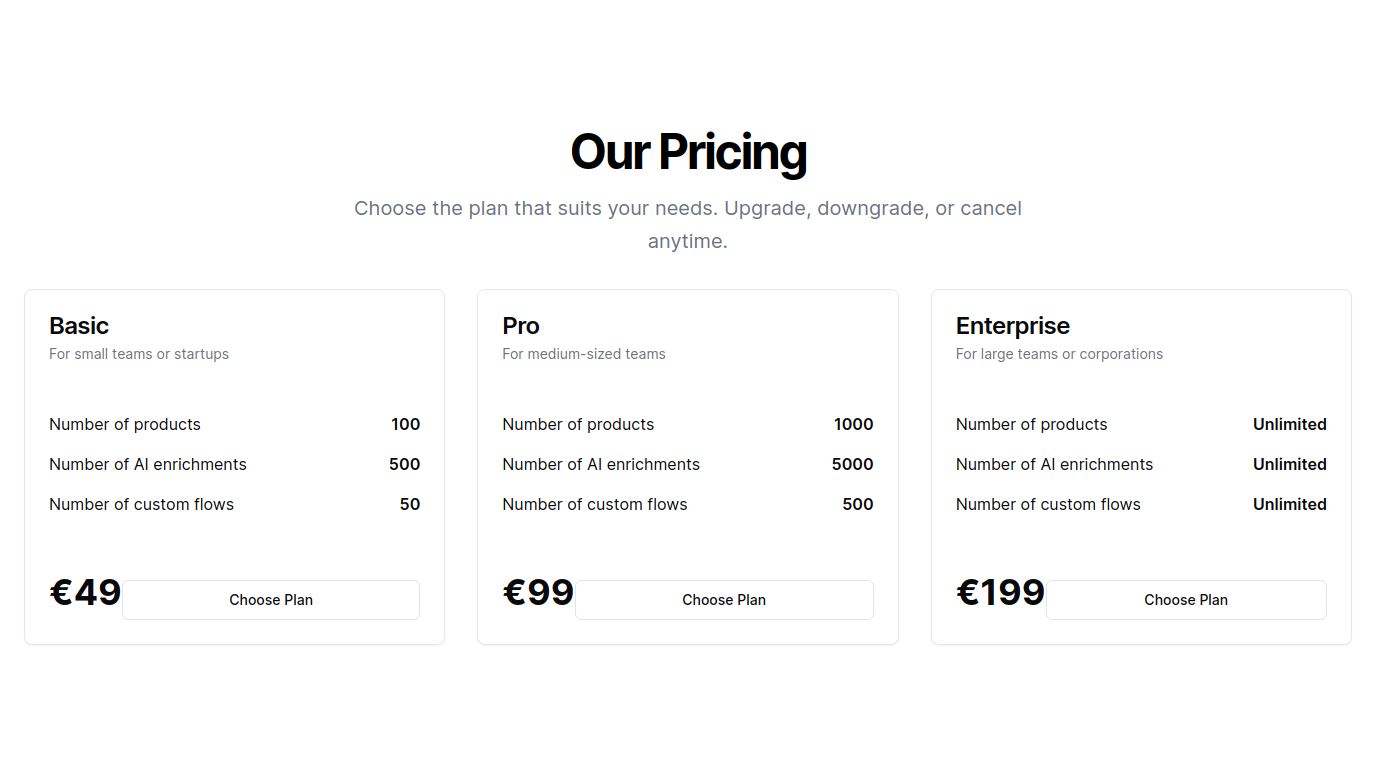 Our Pricing
Choose the plan that suits your needs. Upgrade, downgrade, or cancel
anytime.
Basic
For small teams or startups
Number of products 100
Number of AI enrichments 500
Number of custom flows 50
€49 Choose Plan
Pro
For medium-sized teams
Number of products 1000
Number of AI enrichments 5000
Number of custom flows 500
€99 Choose Plan
Enterprise
For large teams or corporations
Number of products Unlimited
Number of AI enrichments Unlimited
Number of custom flows Unlimited
€199 Choose Plan